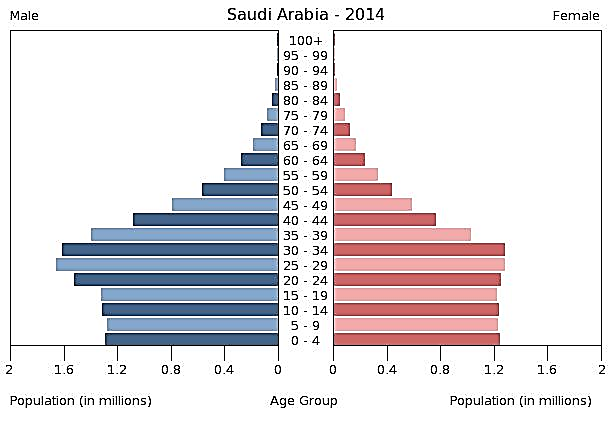 Male Saudi Arabia - 2014 Female
100+
95 - 99
90 - 94
85 - 89
80 - 84
75 - 79
70 - 74
65 - 69
60 - 64
55 - 59
50 - 54
45 - 49
40 - 44
35 - 39
30 - 34
25 - 29
20 - 24
15 - 19
10 - 14
5 - 9
0 - 4
2 1.6 1.2 0.8 0.4 0 0 0.4 0.8 1.2 1.6 2
Population (in millions) Age Group Population (in millions)